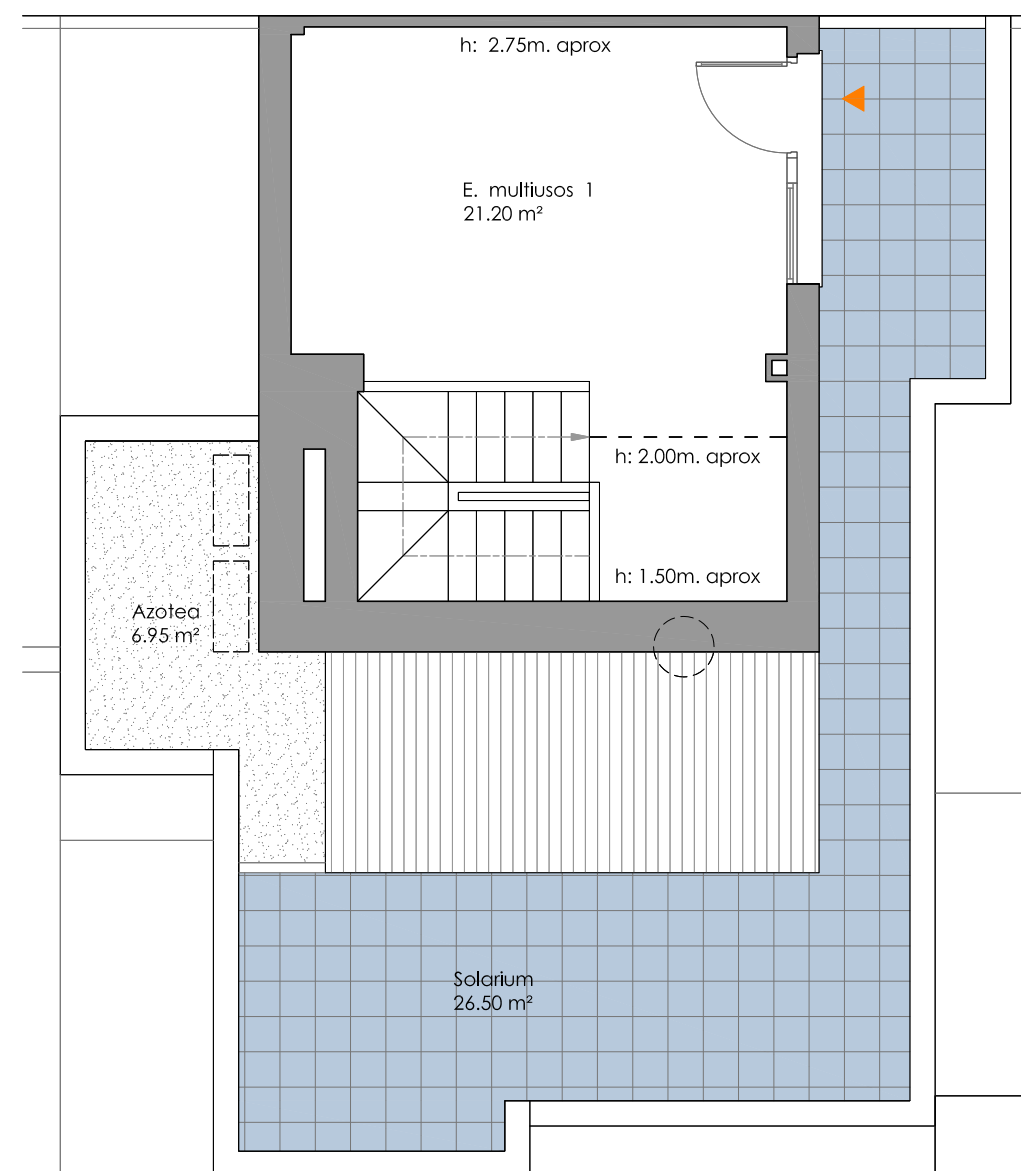 h: 2.75m. aprox
E. multiusos 1
21.20 m²
h: 2.00m. aprox
h: 1.50m. aprox
Azotea
6.95 m²
Solarium
26.50 m²